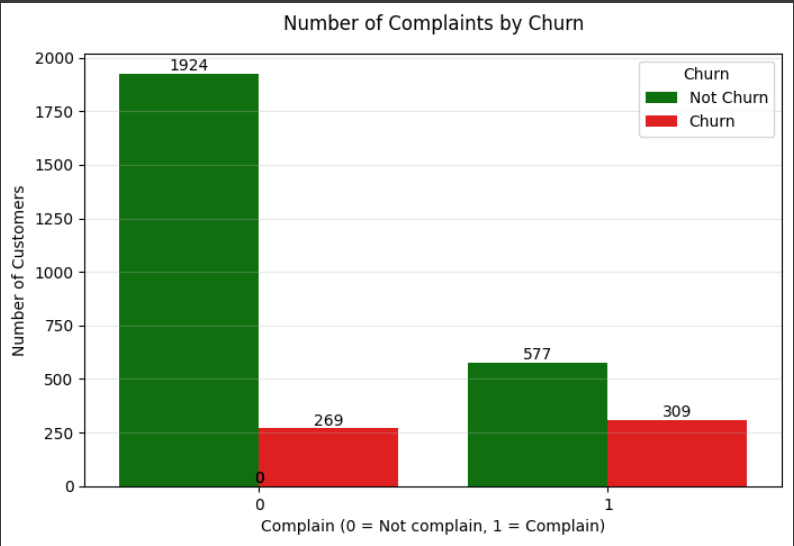 Number of Complaints by Churn
Number of Customers
2000
1750
1500
1250
1000
750
500
250
0
1924
269
0
577
309
Churn
Not Churn
Churn
0
1
Complain (0 = Not complain, 1 = Complain)